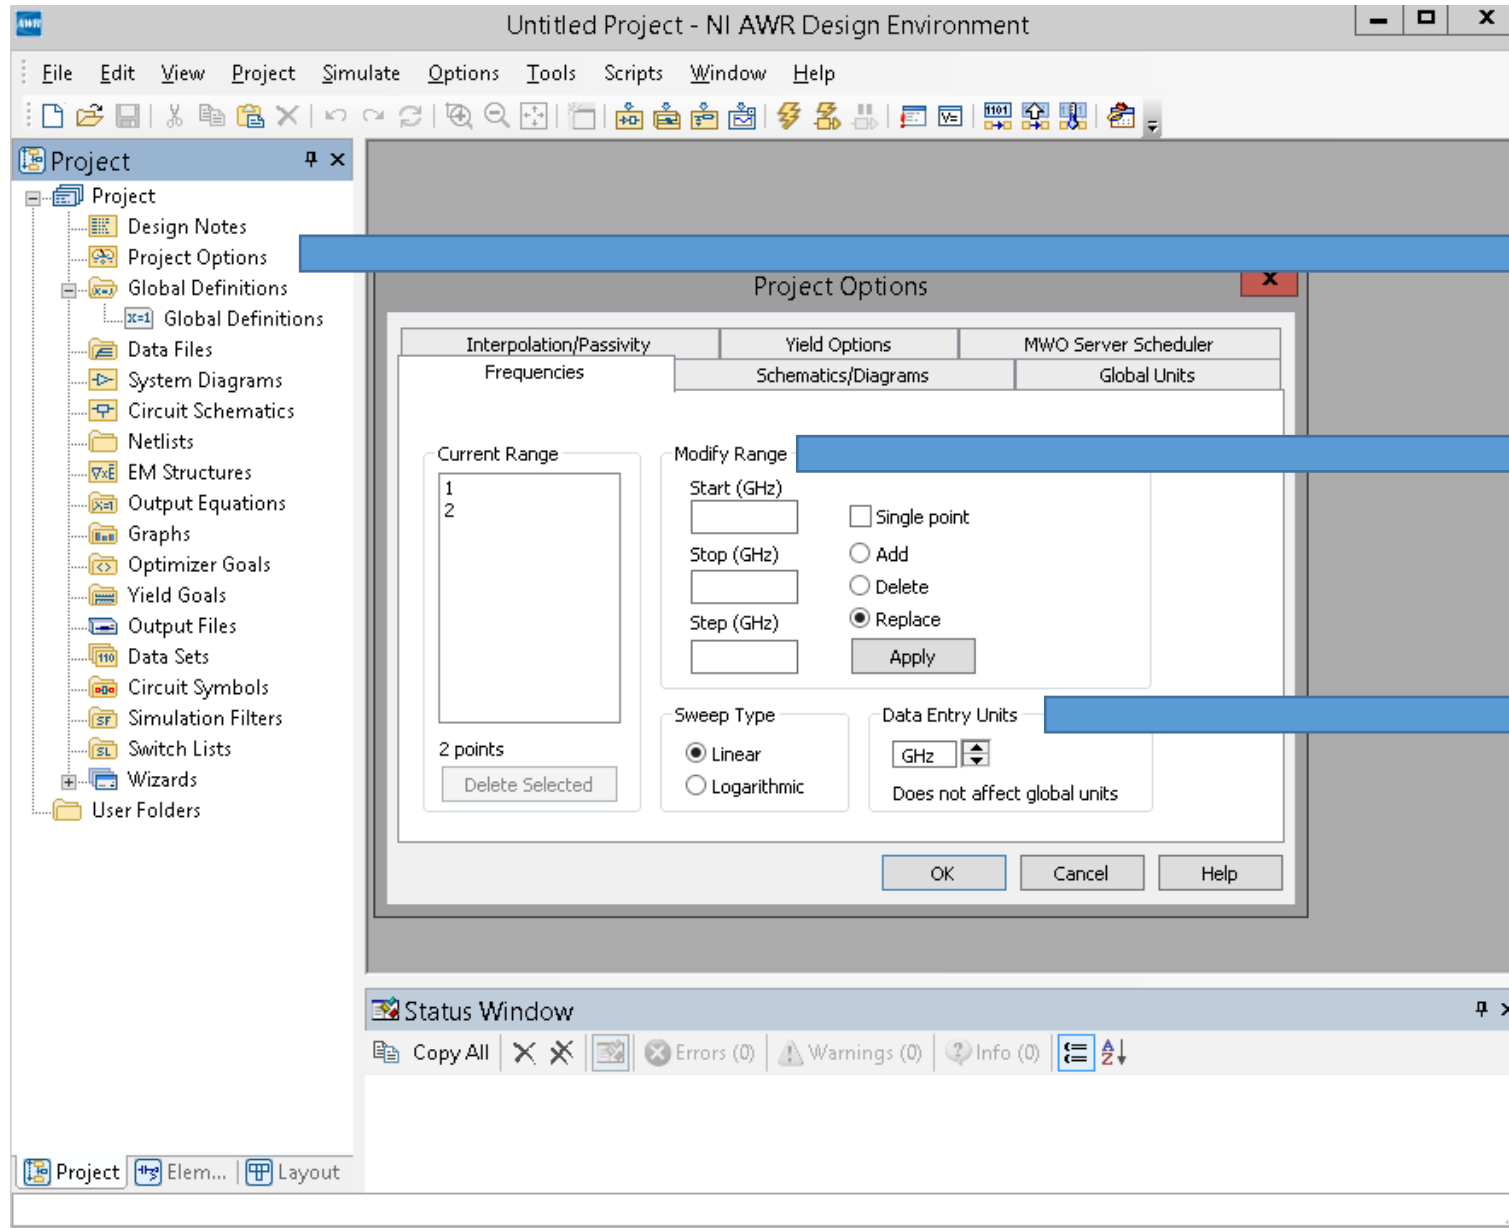 AWR Untitled Project - NI AWR Design Environment
File Edit View Project Simulate Options Tools Scripts Window Help
Project
Project
Design Notes
Project Options
Global Definitions
X=1 Global Definitions
Data Files
System Diagrams
Circuit Schematics
Netlists
EM Structures
Output Equations
Graphs
Optimizer Goals
Yield Goals
Output Files
Data Sets
Circuit Symbols
SF Simulation Filters
SL Switch Lists
Wizards
User Folders
Project Options
Interpolation/Passivity Yield Options MWO Server Scheduler
Frequencies Schematics/Diagrams Global Units
Current Range
1
2
2 points
Delete Selected
Modify Range
Start (GHz)
Single point
Stop (GHz)
Add
Delete
Step (GHz)
Replace
Apply
Sweep Type
Linear
Logarithmic
Data Entry Units
GHz
Does not affect global units
OK Cancel Help
Status Window
Copy All Errors (0) Warnings (0) Info (0)
Project Elem... Layout